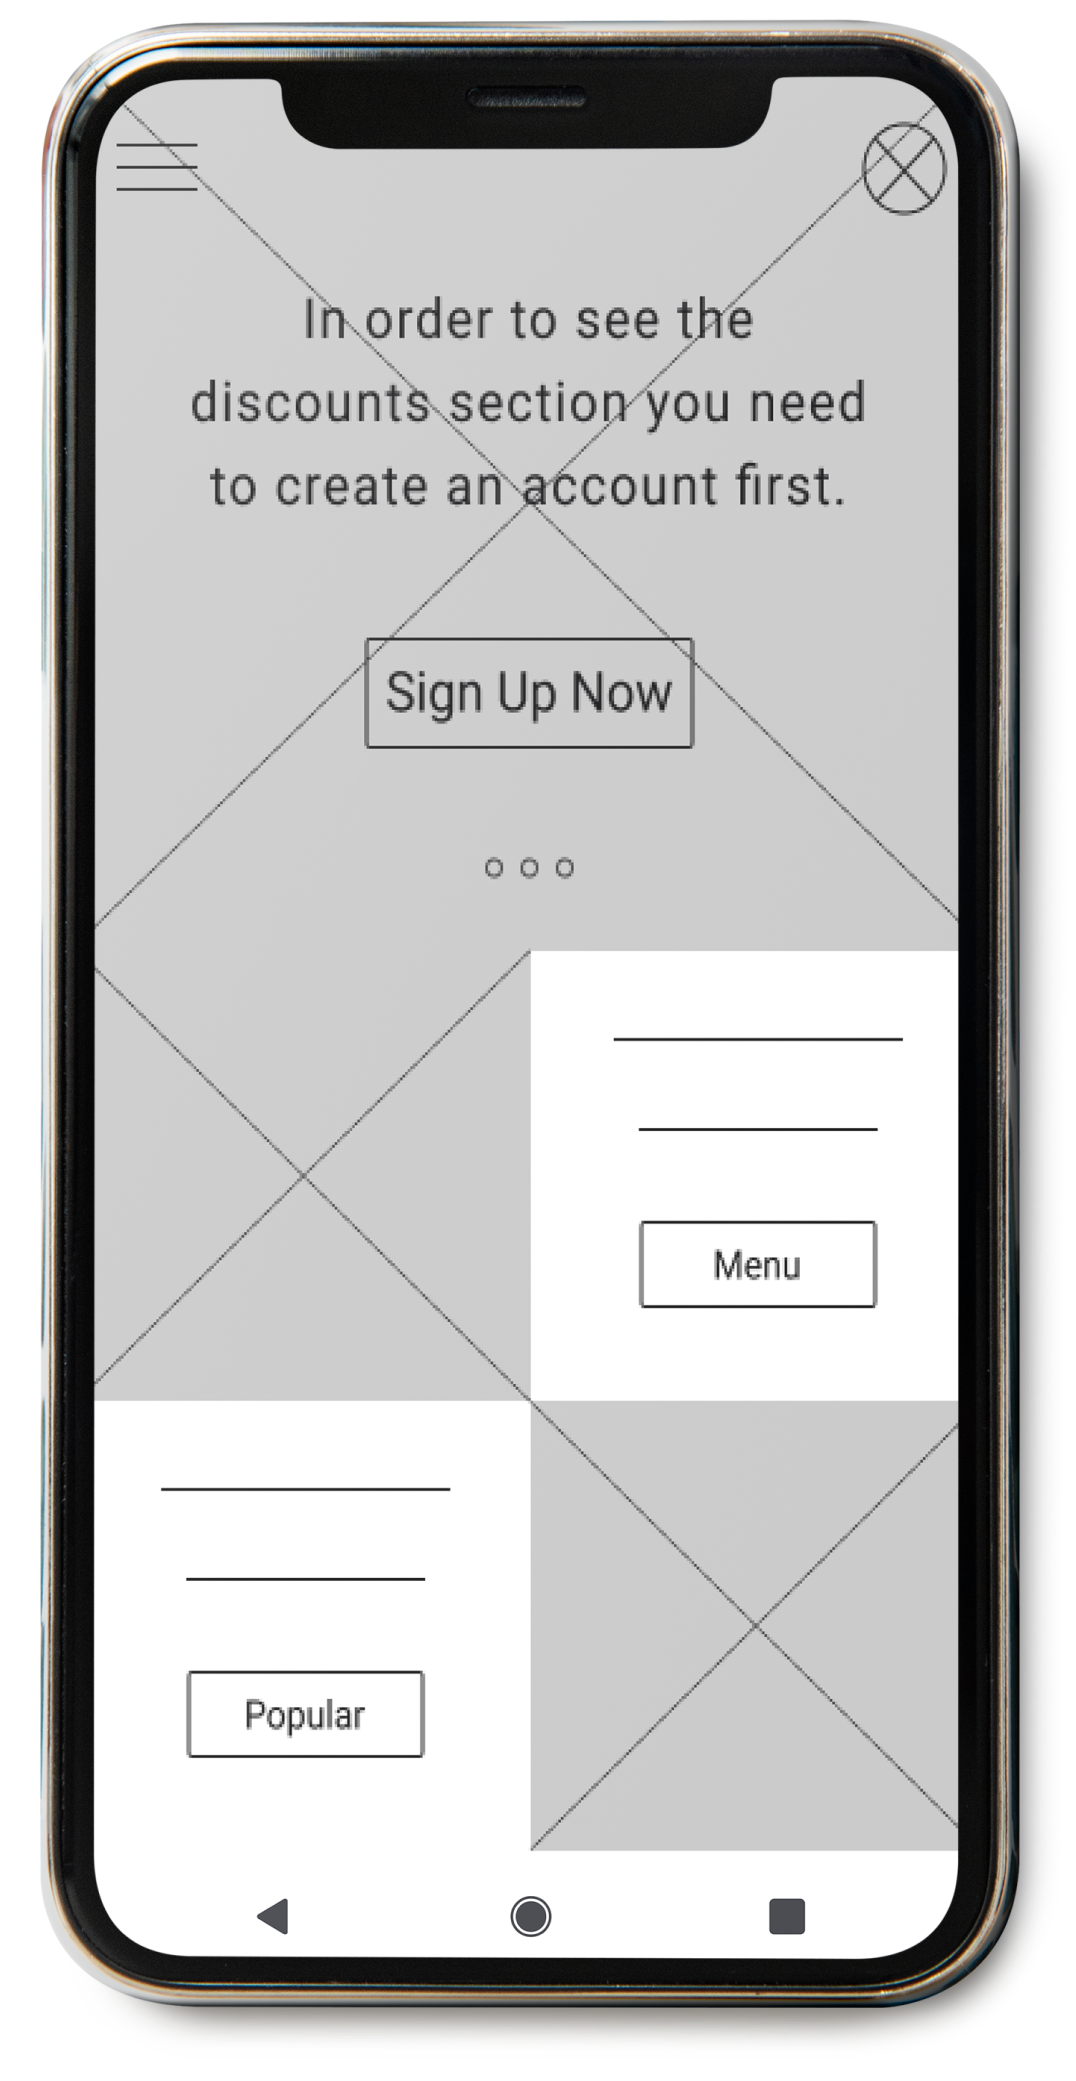 In order to see the
discounts section you need
to create an account first.
Sign Up Now
Menu
Popular